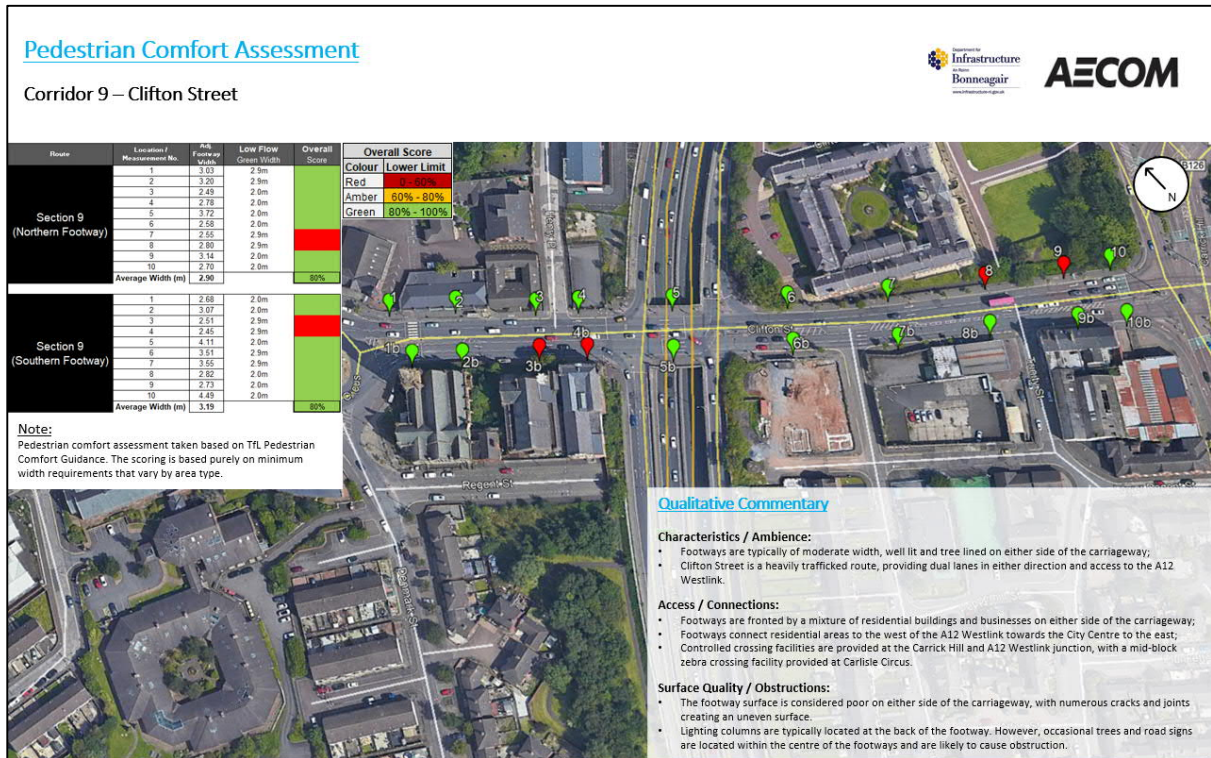 Pedestrian Comfort Assessment
Corridor 9 – Clifton Street
Department for
Infrastructure
An Roinn
Bonneagair
www.infrastructure-ni.gov.uk
AECOM
Route Location / Measurement No. Adj. Footway Width Low Flow Green Width Overall Score
Section 9 (Northern Footway)
1 3.03 2.9m
2 3.20 2.9m
3 2.49 2.0m
4 2.78 2.0m
5 3.72 2.0m
6 2.58 2.0m
7 2.55 2.9m
8 2.80 2.9m
9 3.14 2.0m
10 2.70 2.0m
Average Width (m) 2.90 80%
Section 9 (Southern Footway)
1 2.68 2.0m
2 3.07 2.0m
3 2.51 2.9m
4 2.45 2.9m
5 4.11 2.0m
6 3.51 2.9m
7 3.55 2.9m
8 2.82 2.0m
9 2.73 2.0m
10 4.49 2.0m
Average Width (m) 3.19 80%
Overall Score
Colour Lower Limit
Red 0 - 60%
Amber 60% - 80%
Green 80% - 100%
Note:
Pedestrian comfort assessment taken based on TfL Pedestrian
Comfort Guidance. The scoring is based purely on minimum
width requirements that vary by area type.
B126
N
1 2 3 4 5 6 7 8 9 10
Clifton St
1b 2b 3b 4b 5b 6b 7b 8b 9b 10b
Regent St
Denmark St
Qualitative Commentary
Characteristics / Ambience:
• Footways are typically of moderate width, well lit and tree lined on either side of the carriageway;
• Clifton Street is a heavily trafficked route, providing dual lanes in either direction and access to the A12
Westlink.
Access / Connections:
• Footways are fronted by a mixture of residential buildings and businesses on either side of the carriageway;
• Footways connect residential areas to the west of the A12 Westlink towards the City Centre to the east;
• Controlled crossing facilities are provided at the Carrick Hill and A12 Westlink junction, with a mid-block
zebra crossing facility provided at Carlisle Circus.
Surface Quality / Obstructions:
• The footway surface is considered poor on either side of the carriageway, with numerous cracks and joints
creating an uneven surface.
• Lighting columns are typically located at the back of the footway. However, occasional trees and road signs
are located within the centre of the footways and are likely to cause obstruction.